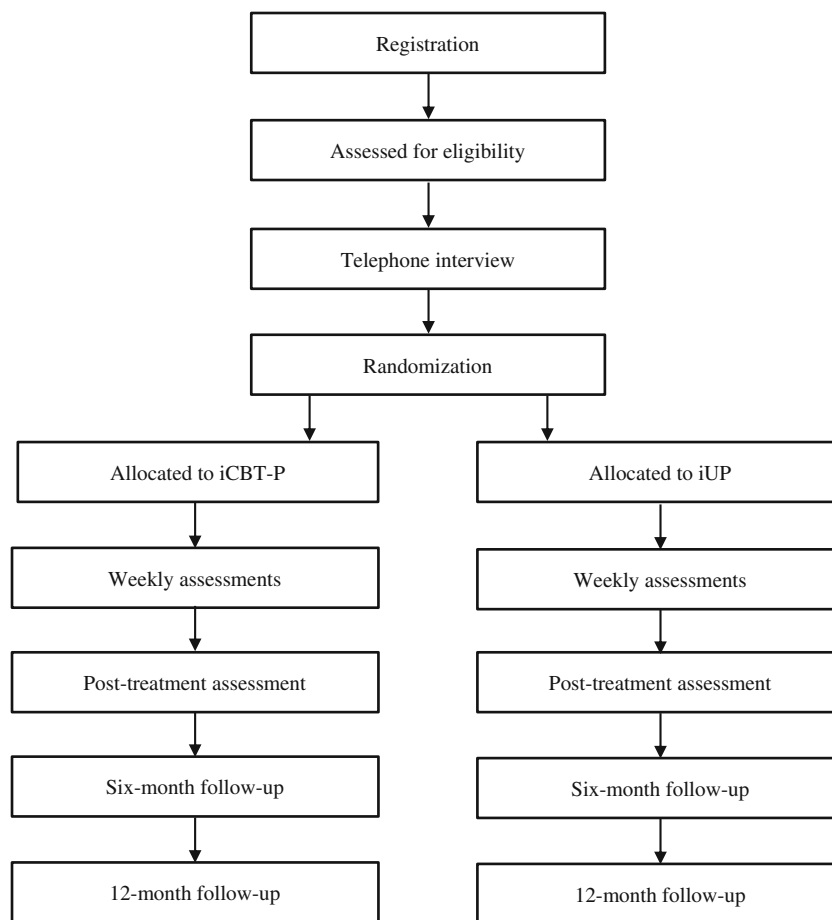 Registration
Assessed for eligibility
Telephone interview
Randomization
Allocated to iCBT-P
Weekly assessments
Post-treatment assessment
Six-month follow-up
12-month follow-up
Allocated to iUP
Weekly assessments
Post-treatment assessment
Six-month follow-up
12-month follow-up